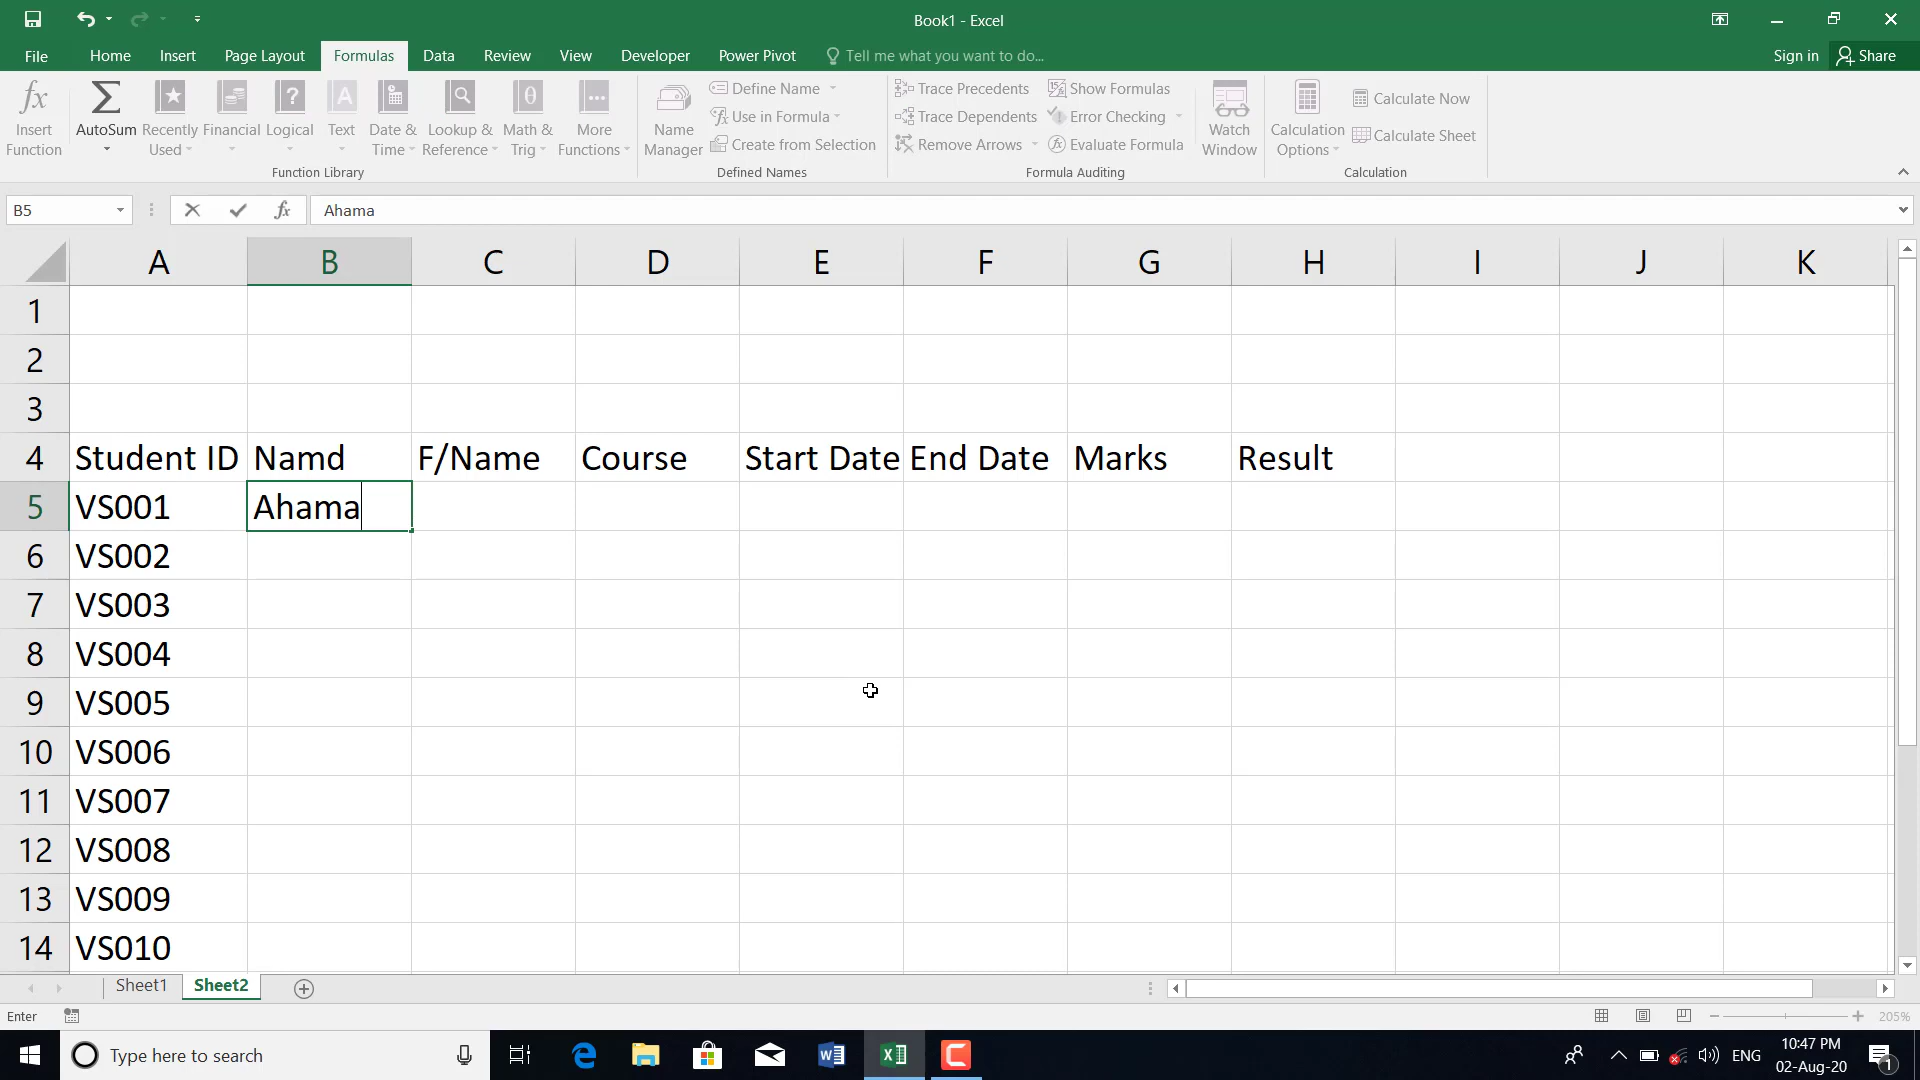 Book1 - Excel
File Home Insert Page Layout Formulas Data Review View Developer Power Pivot Tell me what you want to do... Sign in Share
Insert Function
AutoSum
Recently Used
Financial
Logical
Text
Date & Time
Lookup & Reference
Math & Trig
More Functions
Function Library
Name Manager
Define Name
Use in Formula
Create from Selection
Defined Names
Trace Precedents
Trace Dependents
Remove Arrows
Show Formulas
Error Checking
Evaluate Formula
Formula Auditing
Watch Window
Calculation Options
Calculate Now
Calculate Sheet
Calculation
B5 fx Ahama
A B C D E F G H I J K
1
2
3
4 Student ID Namd F/Name Course Start Date End Date Marks Result
5 VS001 Ahama
6 VS002
7 VS003
8 VS004
9 VS005
10 VS006
11 VS007
12 VS008
13 VS009
14 VS010
Sheet1 Sheet2
Enter 205%
Type here to search ENG 10:47 PM
02-Aug-20 1